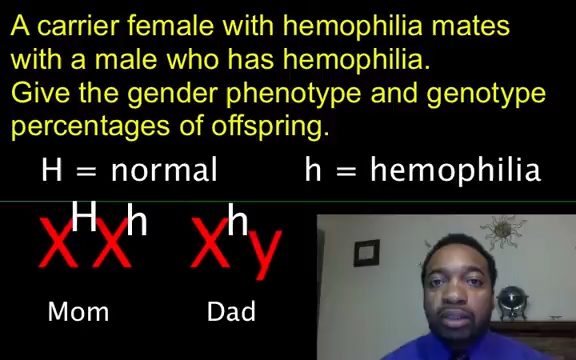 A carrier female with hemophilia mates
with a male who has hemophilia.
Give the gender phenotype and genotype
percentages of offspring.
H = normal h = hemophilia
XᴴXʰ Xʰy
Mom Dad